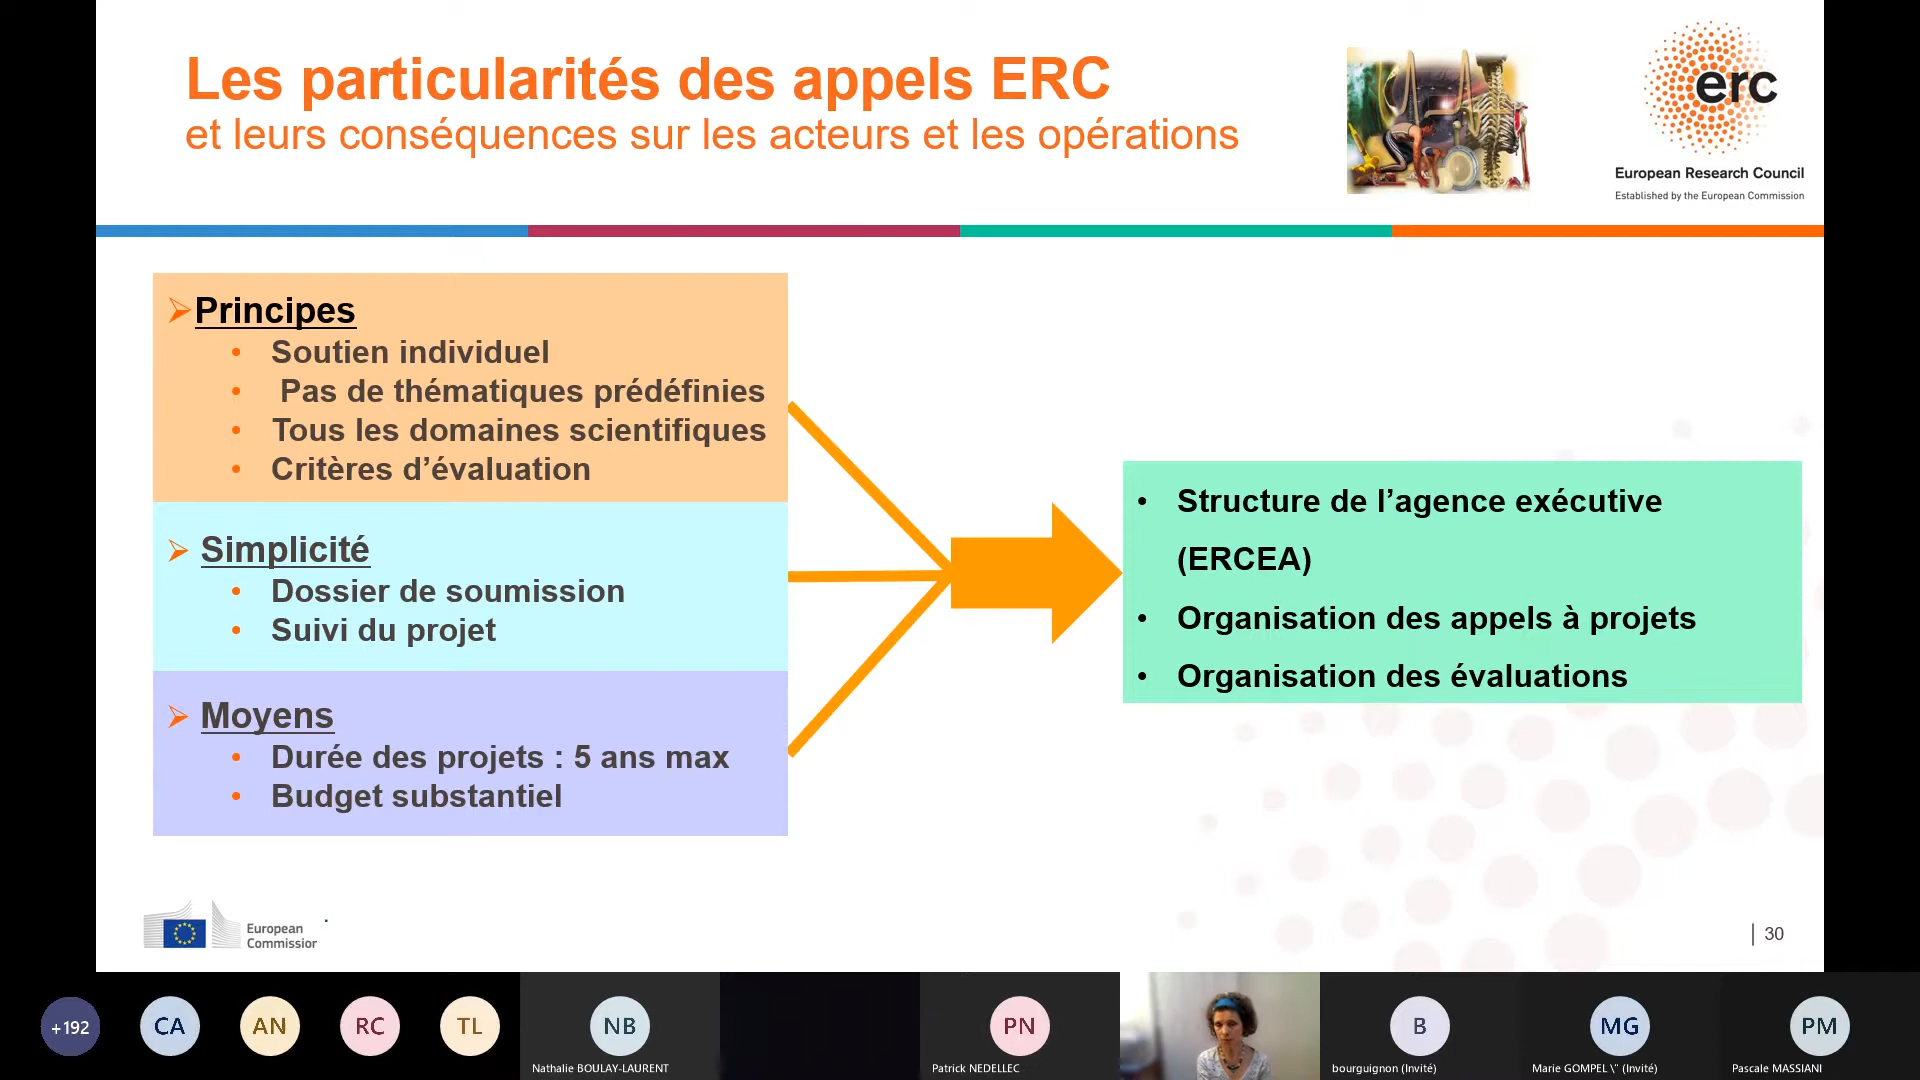 Les particularités des appels ERC
et leurs conséquences sur les acteurs et les opérations
erc
European Research Council
Established by the European Commission
Principes
• Soutien individuel
• Pas de thématiques prédéfinies
• Tous les domaines scientifiques
• Critères d’évaluation
Simplicité
• Dossier de soumission
• Suivi du projet
Moyens
• Durée des projets : 5 ans max
• Budget substantiel
• Structure de l’agence exécutive
(ERCEA)
• Organisation des appels à projets
• Organisation des évaluations
European
Commission
| 30
+192
CA
AN
RC
TL
NB
Nathalie BOULAY-LAURENT
PN
Patrick NEDELLEC
B
bourguignon (Invité)
MG
Marie GOMPEL \" (Invité)
PM
Pascale MASSIANI